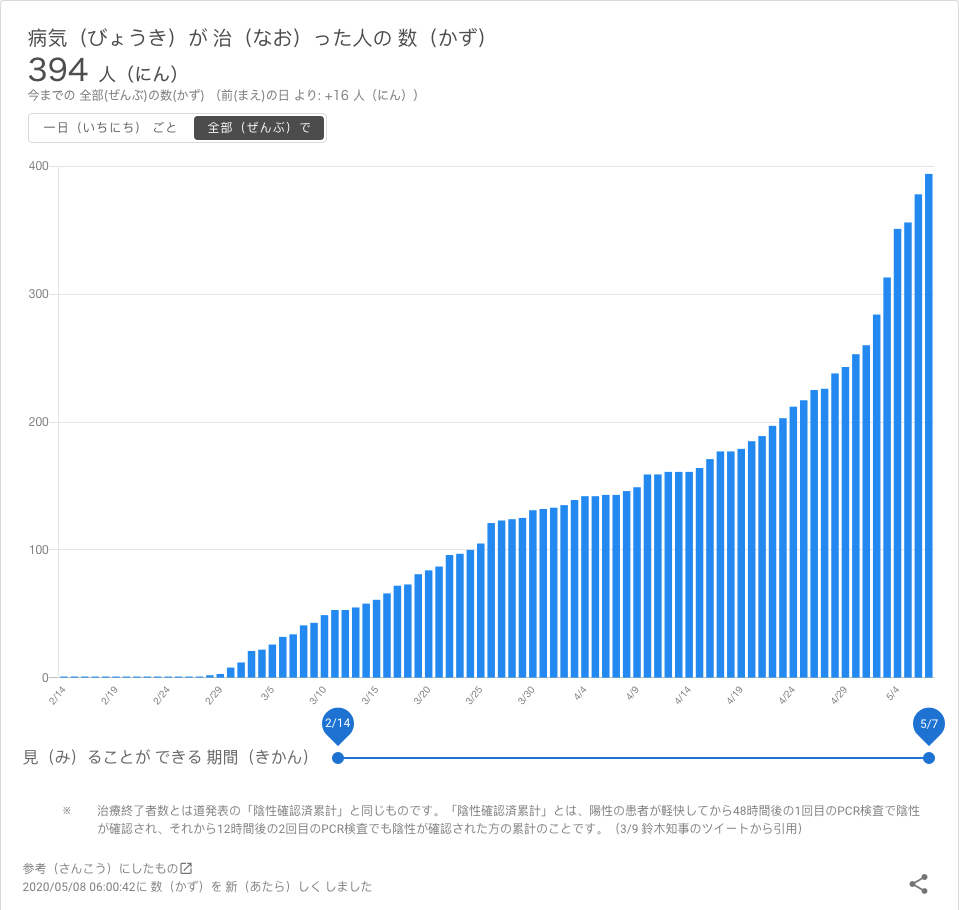 病気（びょうき）が 治（なお）った人の 数（かず）
394 人（にん）
今までの 全部(ぜんぶ)の数(かず) （前(まえ)の日 より: +16 人（にん））
一日（いちにち） ごと 全部（ぜんぶ）で
400
300
200
100
0
2/14 2/19 2/24 2/29 3/5 3/10 3/15 3/20 3/25 3/30 4/4 4/9 4/14 4/19 4/24 4/29 5/4
2/14 5/7
見（み）ることが できる 期間（きかん）
※ 治療終了者数とは道発表の「陰性確認済累計」と同じものです。「陰性確認済累計」とは、陽性の患者が軽快してから48時間後の1回目のPCR検査で陰性
が確認され、それから12時間後の2回目のPCR検査でも陰性が確認された方の累計のことです。（3/9 鈴木知事のツイートから引用）
参考（さんこう）にしたもの
2020/05/08 06:00:42に 数（かず）を 新（あたら）しく しました